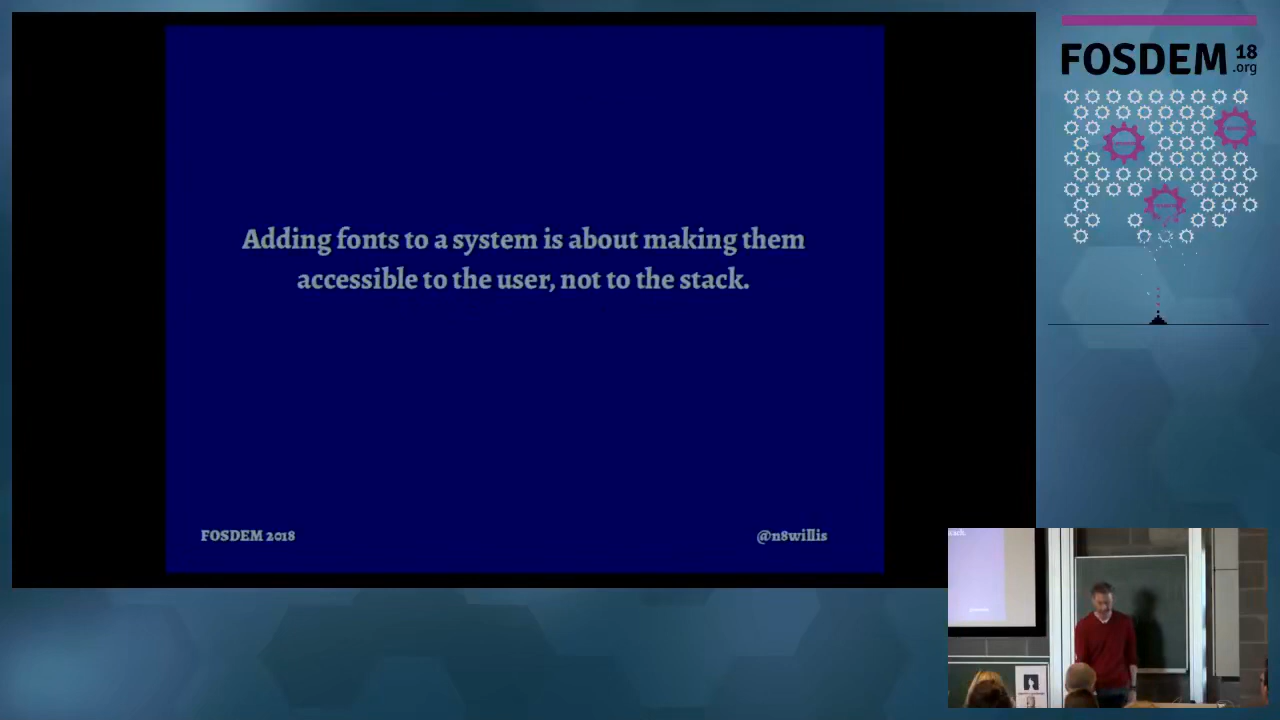 Adding fonts to a system is about making them
accessible to the user, not to the stack.
FOSDEM 2018
@n8willis
FOSDEM 18
.org